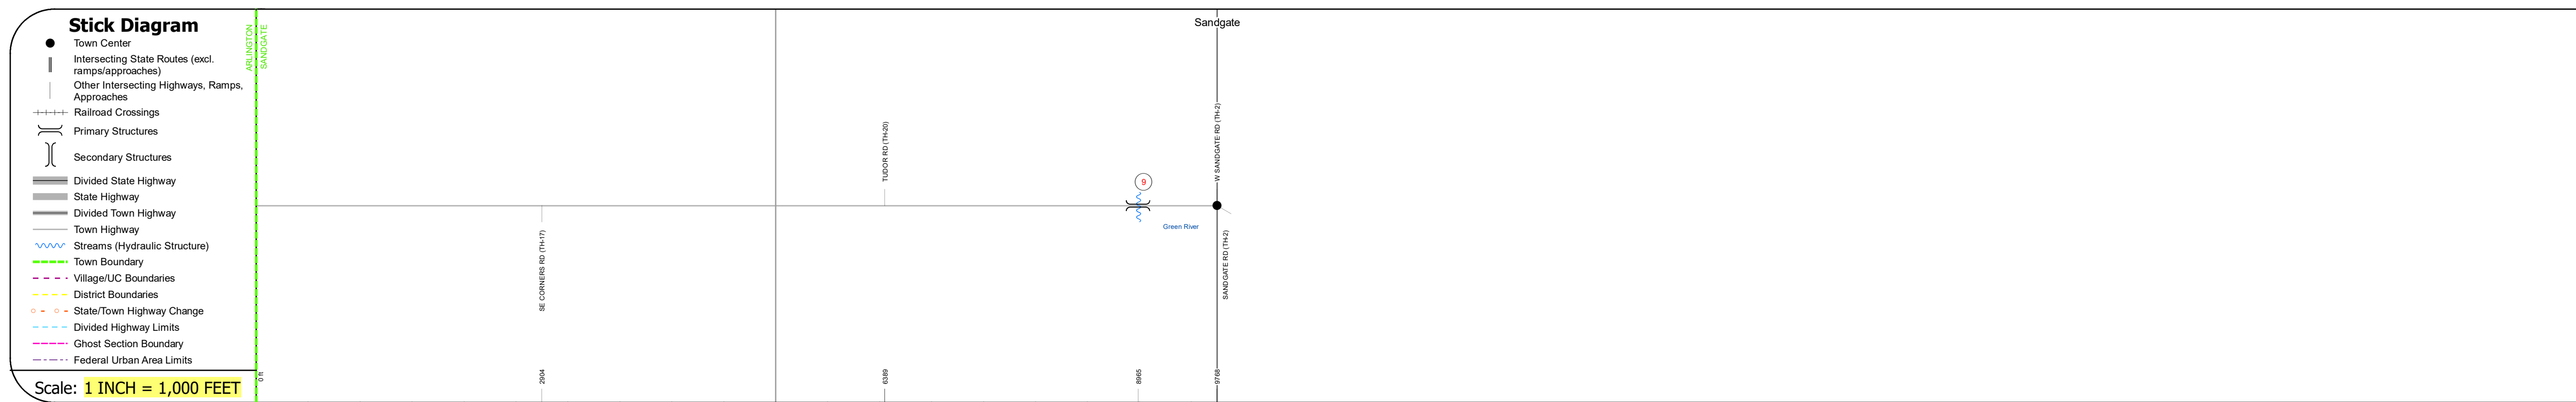 Stick Diagram
Town Center
Intersecting State Routes (excl.
ramps/approaches)
Other Intersecting Highways, Ramps,
Approaches
Railroad Crossings
Primary Structures
Secondary Structures
Divided State Highway
State Highway
Divided Town Highway
Town Highway
Streams (Hydraulic Structure)
Town Boundary
Village/UC Boundaries
District Boundaries
State/Town Highway Change
Divided Highway Limits
Ghost Section Boundary
Federal Urban Area Limits
Scale: 1 INCH = 1,000 FEET
ARLINGTON
SANDGATE
0 ft
SE CORNERS RD (TH-17)
2904
TUDOR RD (TH-20)
6389
9
Green River
8965
Sandgate
W SANDGATE RD (TH-2)
SANDGATE RD (TH-2)
9768